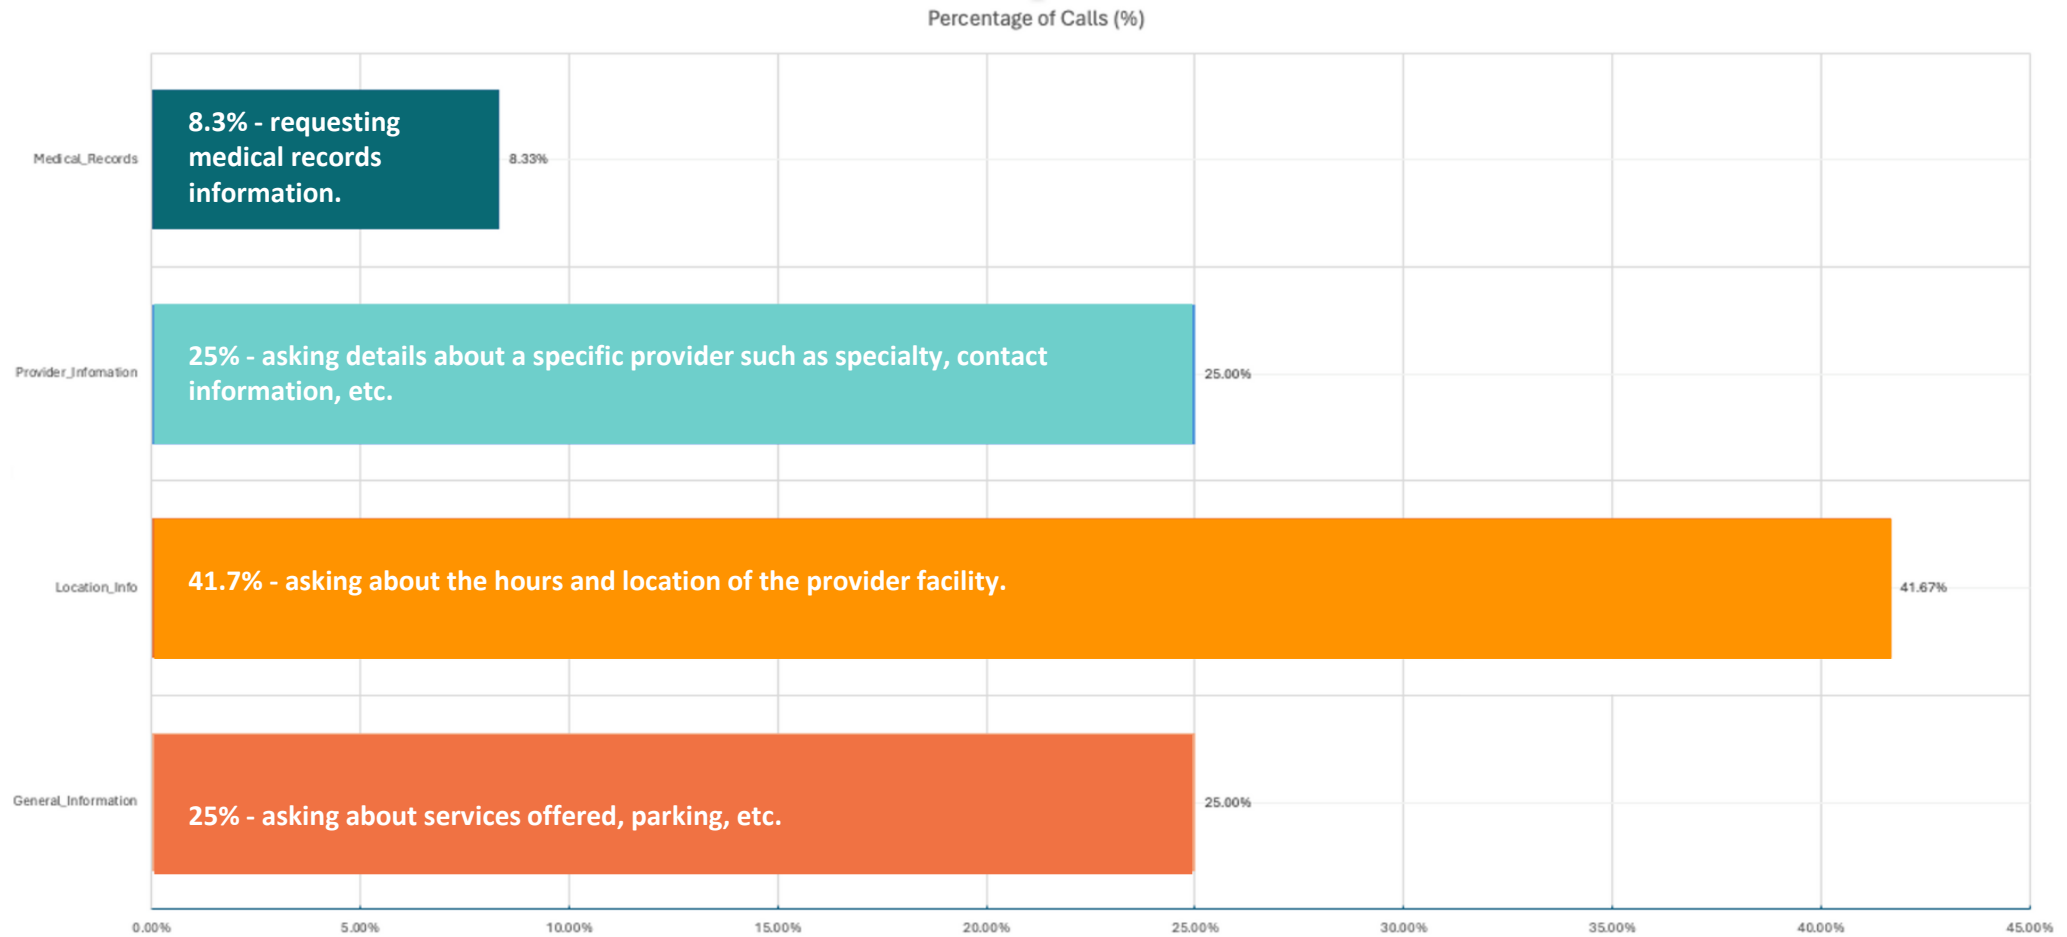 Percentage of Calls (%)
Medical_Records
8.3% - requesting
medical records
information.
8.33%
Provider_Infomation
25% - asking details about a specific provider such as specialty, contact
information, etc.
25.00%
Location_Info
41.7% - asking about the hours and location of the provider facility.
41.67%
General_Information
25% - asking about services offered, parking, etc.
25.00%
0.00% 5.00% 10.00% 15.00% 20.00% 25.00% 30.00% 35.00% 40.00% 45.00%